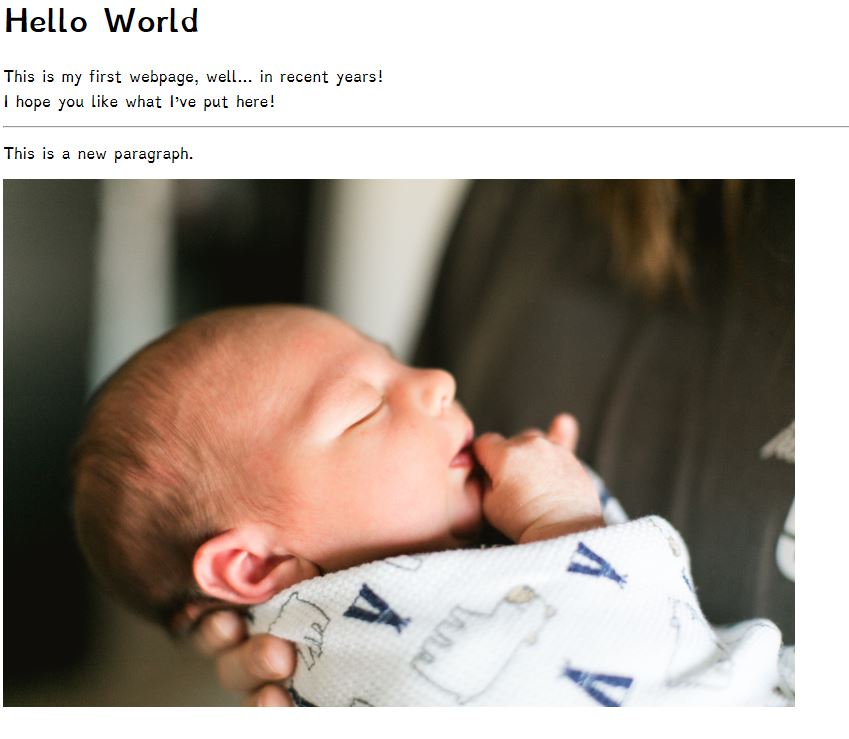 Hello World
This is my first webpage, well... in recent years!
I hope you like what I've put here!
This is a new paragraph.